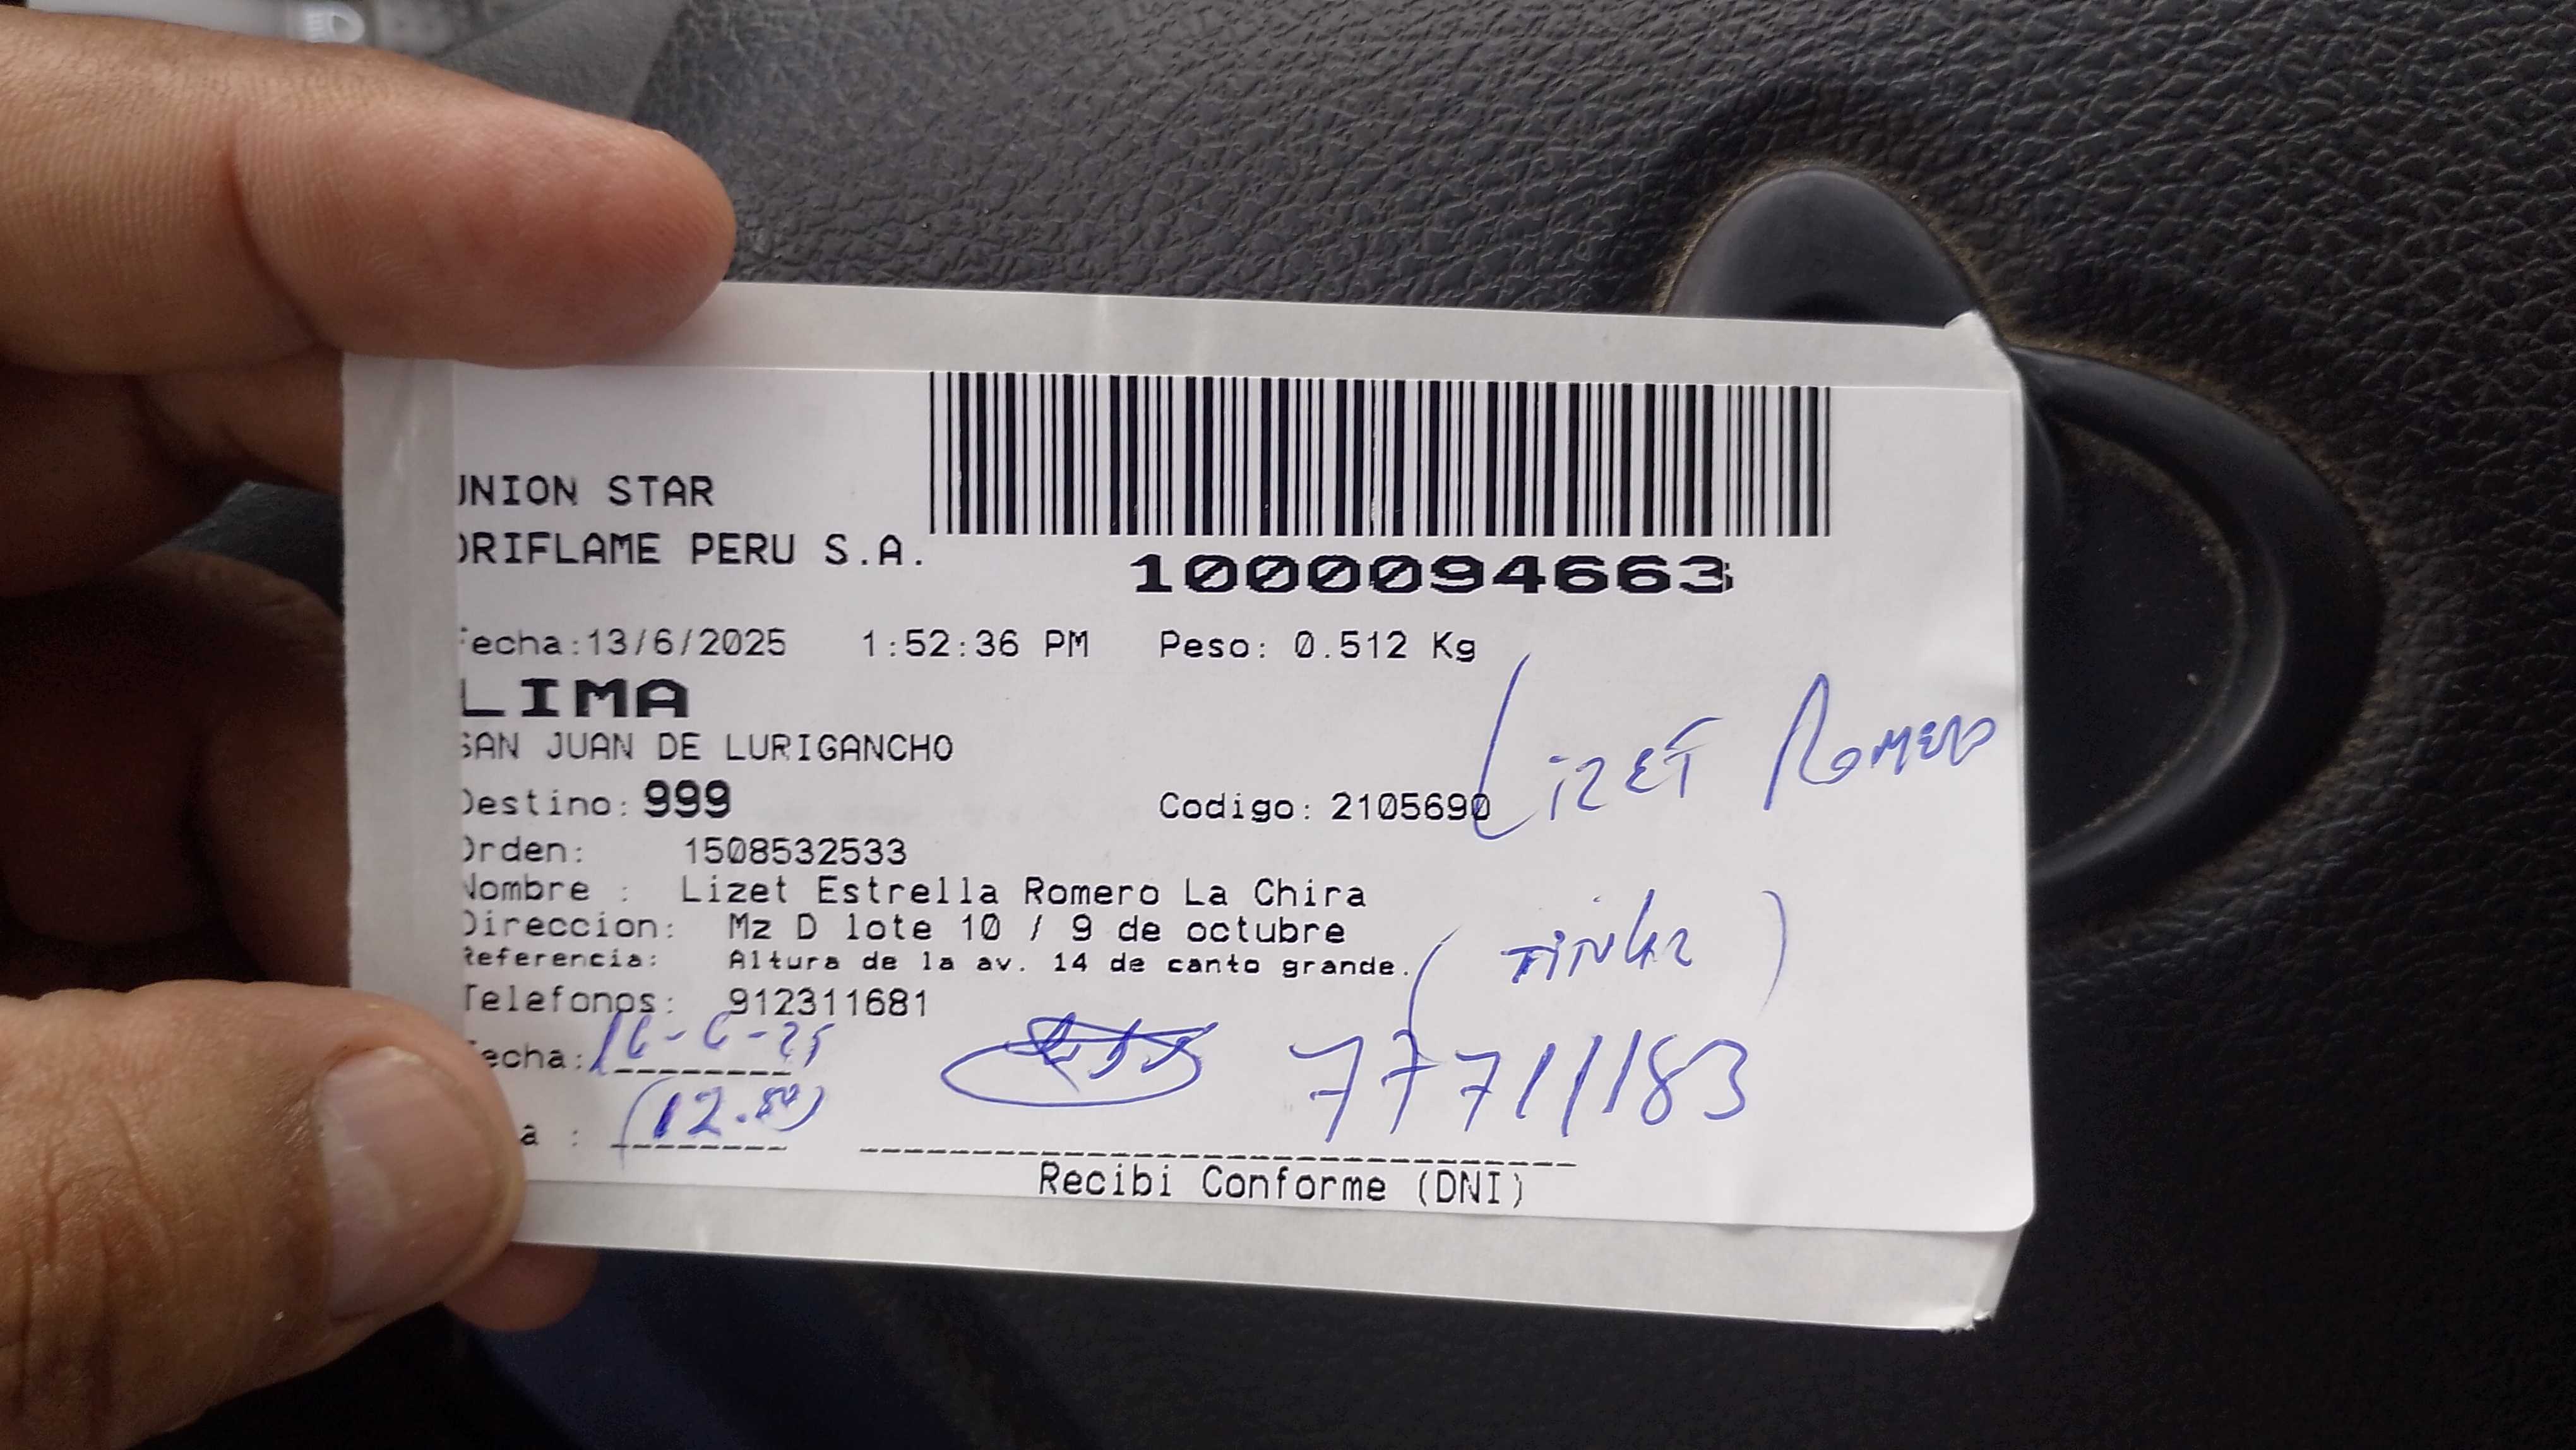 UNION STAR
ORIFLAME PERU S.A.
1000094663
Fecha:13/6/2025 1:52:36 PM Peso: 0.512 Kg
LIMA
SAN JUAN DE LURIGANCHO
Lizet Romero
Destino: 999 Codigo: 2105690
Orden: 1508532533
Nombre : Lizet Estrella Romero La Chira
Direccion: Mz D lote 10 / 9 de octubre
Referencia: Altura de la av. 14 de canto grande.
Telefonos: 912311681
Fecha: 16-6-25
77711183
a : (12.50)
Recibi Conforme (DNI)